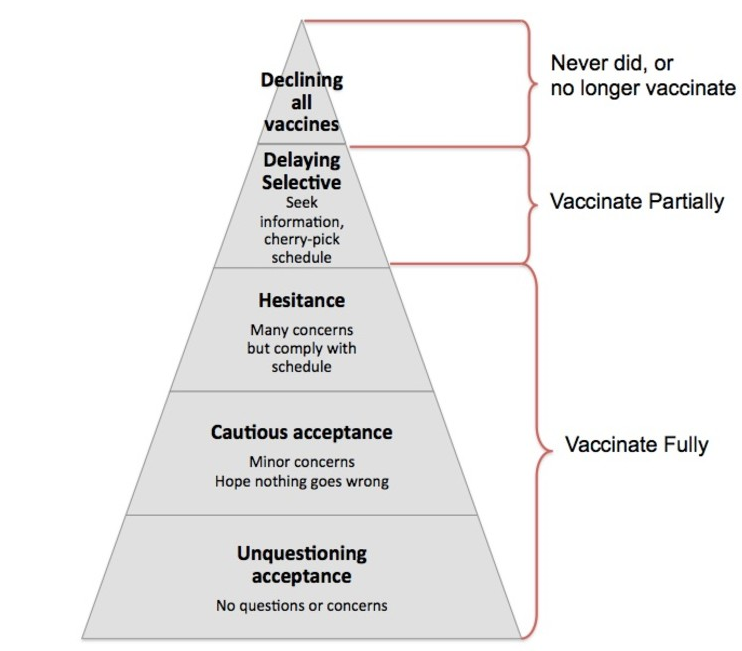 Declining
all
vaccines
Never did, or
no longer vaccinate
Delaying
Selective
Seek
information,
cherry-pick
schedule
Vaccinate Partially
Hesitance
Many concerns
but comply with
schedule
Cautious acceptance
Minor concerns
Hope nothing goes wrong
Vaccinate Fully
Unquestioning
acceptance
No questions or concerns